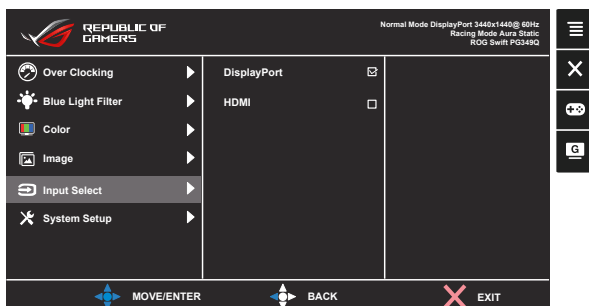 REPUBLIC OF
GAMERS
Normal Mode DisplayPort 3440x1440@ 60Hz
Racing Mode Aura Static
ROG Swift PG349Q
Over Clocking
Blue Light Filter
Color
Image
Input Select
System Setup
DisplayPort
HDMI
G
MOVE/ENTER
BACK
EXIT